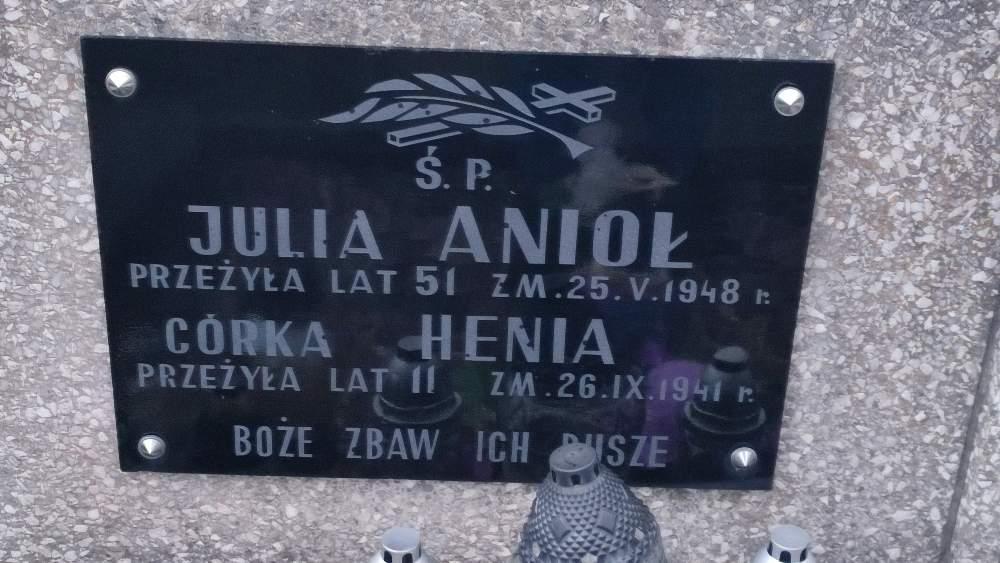 Ś. P.
JULIA ANIOŁ
PRZEŻYŁA LAT 51 ZM. 25. V. 1948 r.
CÓRKA HENIA
PRZEŻYŁA LAT 11 ZM. 26. IX. 1941 r.
BOŻE ZBAW ICH DUSZE